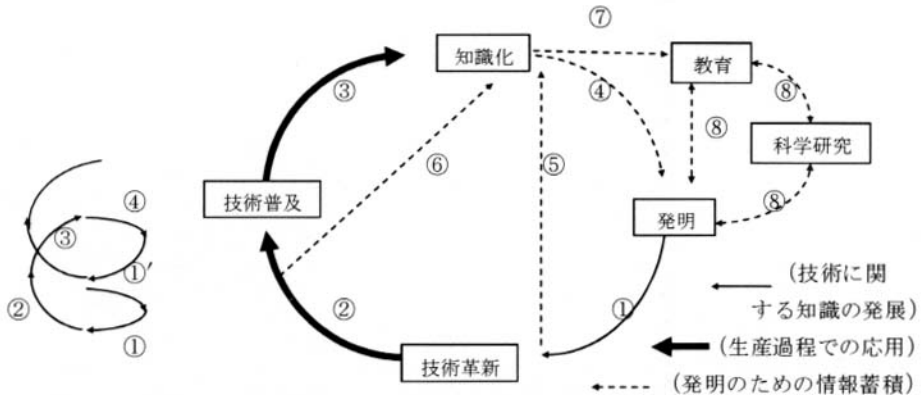 ⑦
知識化
教育
③
④
⑧
⑧
科学研究
⑥
⑤
④
技術普及
⑧
発明
③
①′
(技術に関
②
②
①
する知識の発展)
①
(生産過程での応用)
技術革新
(発明のための情報蓄積)